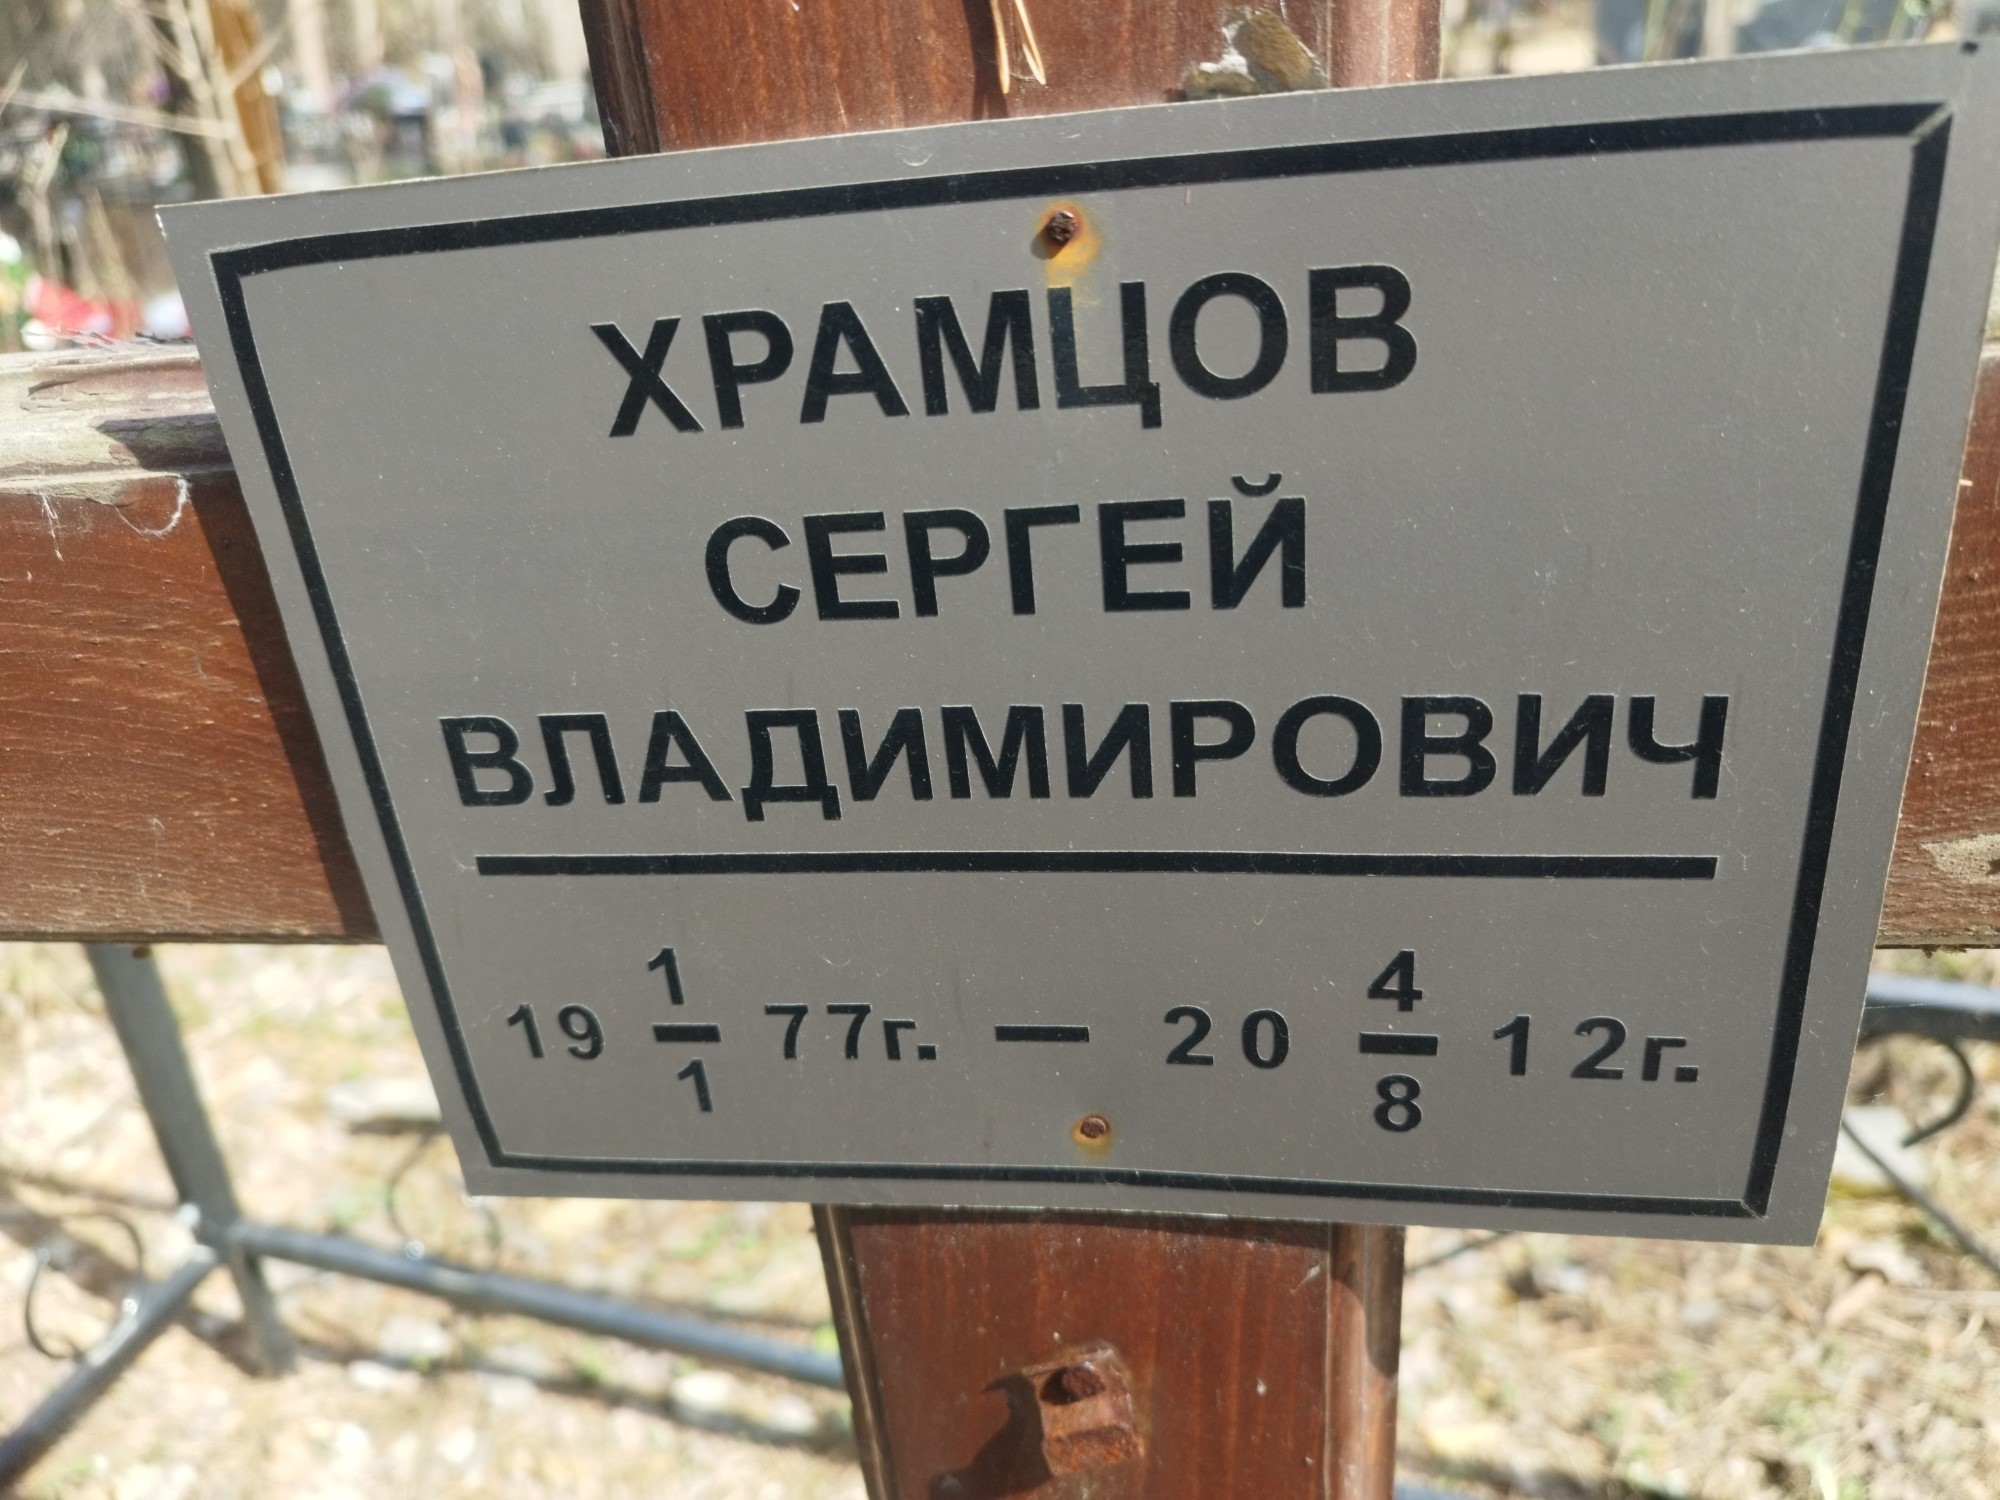 ХРАМЦОВ
СЕРГЕЙ
ВЛАДИМИРОВИЧ
19 1/1 77г. — 20 4/8 12г.